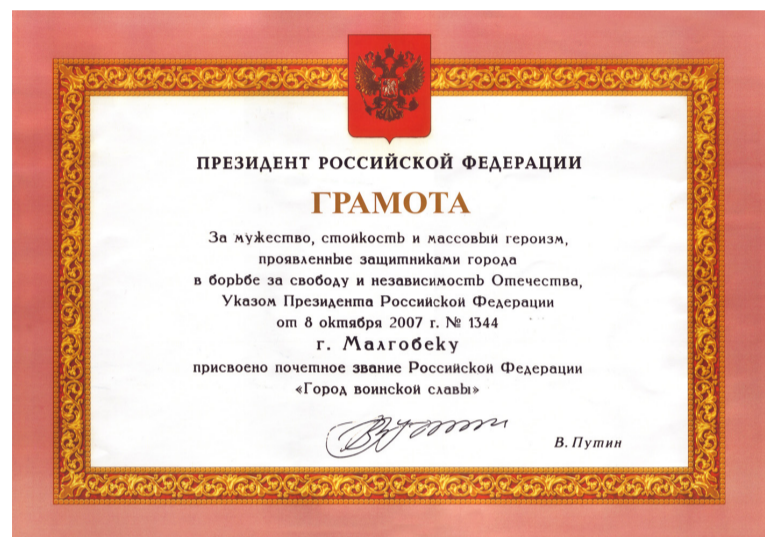 ПРЕЗИДЕНТ РОССИЙСКОЙ ФЕДЕРАЦИИ
ГРАМОТА
За мужество, стойкость и массовый героизм,
проявленные защитниками города
в борьбе за свободу и независимость Отечества,
Указом Президента Российской Федерации
от 8 октября 2007 г. № 1344
г. Малгобеку
присвоено почетное звание Российской Федерации
«Город воинской славы»
В. Путин